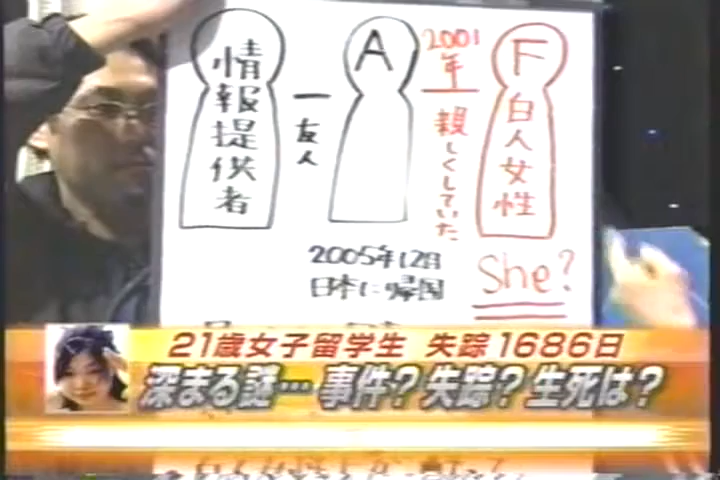 情報提供者
友人
A
2001年
親しくしていた
F
白人女性
2005年12月
日本に帰国
She?
21歳女子留学生 失踪1686日
深まる謎…事件?失踪?生死は?